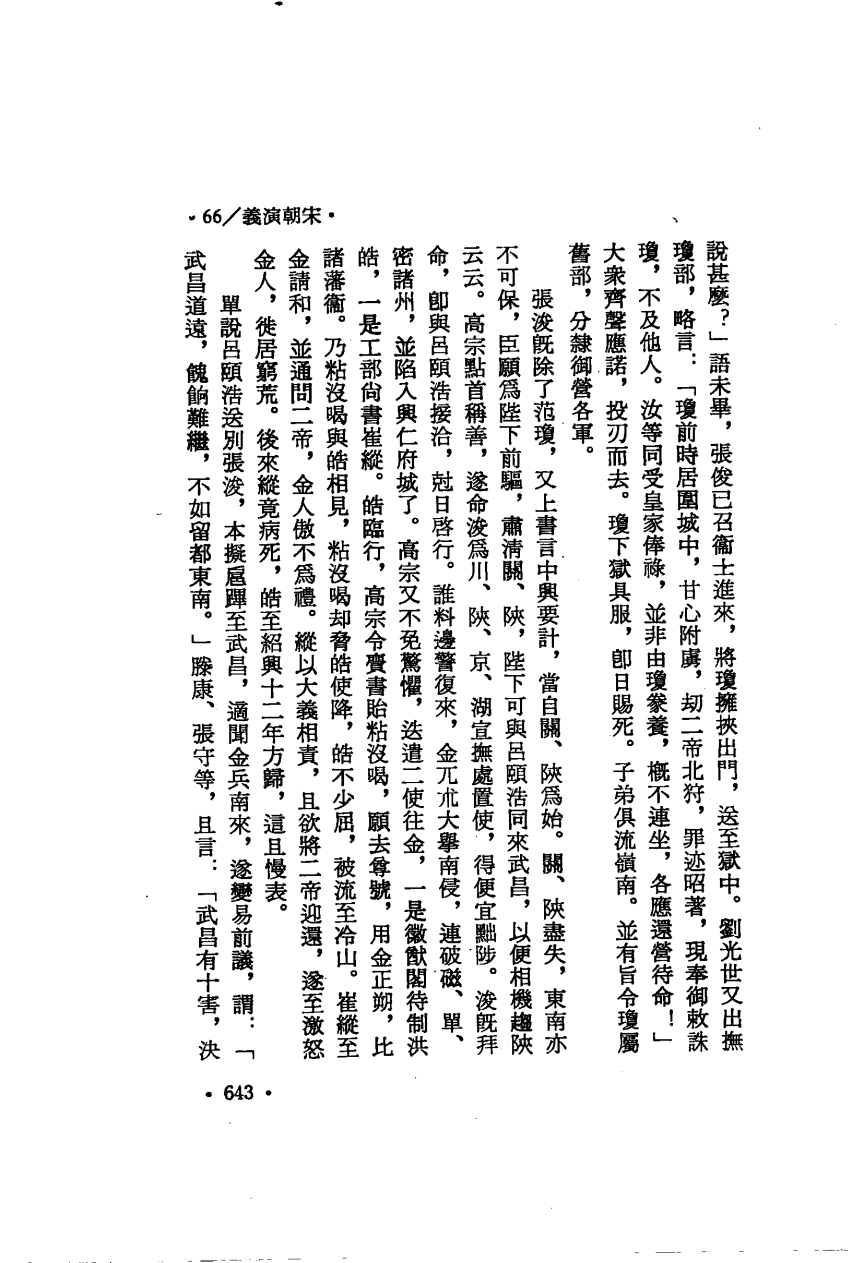 ·66／義演朝宋·
說甚麼？」語未畢，張俊已召衞士進來，將瓊擁挾出門，送至獄中。劉光世又出撫
瓊部，略言：「瓊前時居圍城中，甘心附虜，刼二帝北狩，罪迹昭著，現奉御敕誅
瓊，不及他人。汝等同受皇家俸祿，並非由瓊豢養，概不連坐，各應還營待命！」
大衆齊聲應諾，投刃而去。瓊下獄具服，卽日賜死。子弟俱流嶺南。並有旨令瓊屬
舊部，分隸御營各軍。
張浚旣除了范瓊，又上書言中興要計，當自關、陝爲始。關、陝盡失，東南亦
不可保，臣願爲陛下前驅，肅清關、陝，陛下可與呂頤浩同來武昌，以便相機趨陝
云云。高宗點首稱善，遂命浚爲川、陝、京、湖宣撫處置使，得便宜黜陟。浚旣拜
命，卽與呂頤浩接洽，尅日啓行。誰料邊警復來，金兀朮大擧南侵，連破磁、單、
密諸州，並陷入興仁府城了。高宗又不免驚懼，迭遣二使往金，一是徽猷閣待制洪
皓，一是工部尙書崔縱。皓臨行，高宗令賫書貽粘沒喝，願去尊號，用金正朔，比
諸藩衞。乃粘沒喝與皓相見，粘沒喝却脅皓使降，皓不少屈，被流至冷山。崔縱至
金請和，並通問二帝，金人傲不爲禮。縱以大義相責，且欲將二帝迎還，遂至激怒
金人，徙居窮荒。後來縱竟病死，皓至紹興十二年方歸，這且慢表。
單說呂頤浩送別張浚，本擬扈蹕至武昌，適聞金兵南來，遂變易前議，謂：「
武昌道遠，餽餉難繼，不如留都東南。」滕康、張守等，且言：「武昌有十害，決
·643·